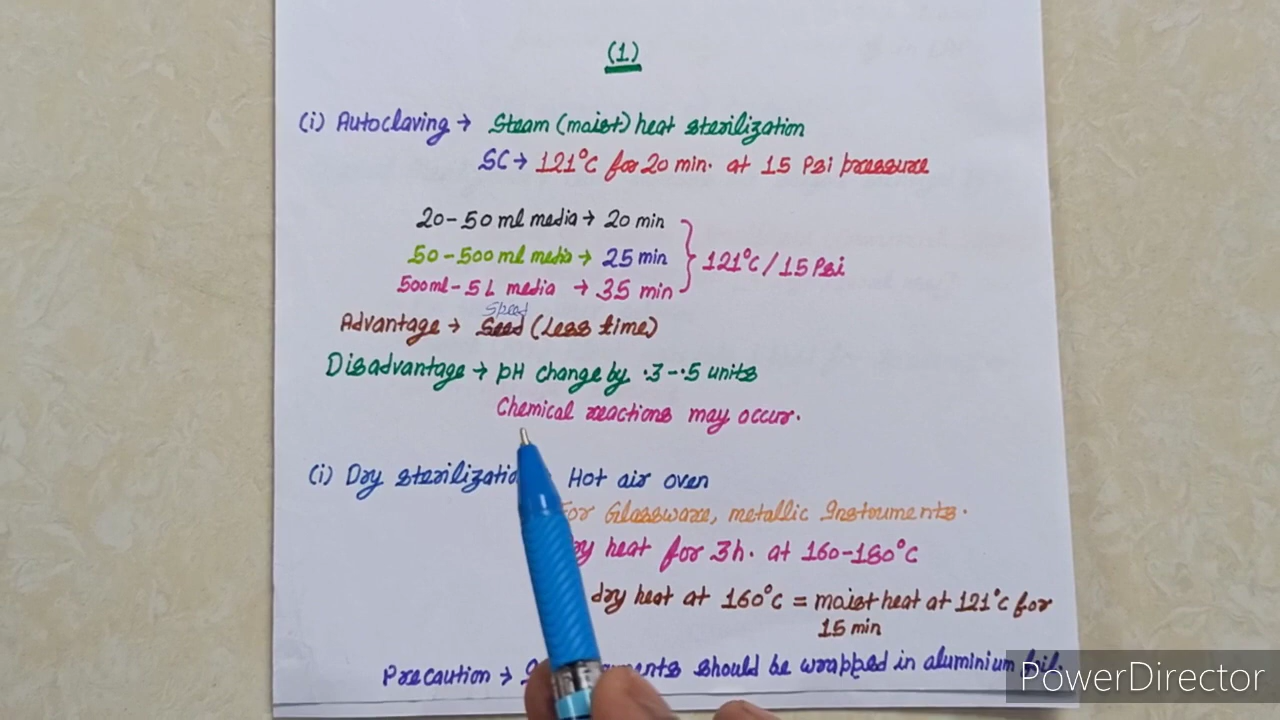 (1)
(i) Autoclaving → Steam (moist) heat sterilization
SC → 121°C for 20 min. at 15 Psi pressure
20-50 ml media → 20 min
50-500 ml media → 25 min
121°C / 15 Psi
500ml-5 L media → 35 min
Speed
Advantage → Seed (Less time)
Disadvantage → pH change by .3-.5 units
Chemical reactions may occur.
(i) Dry Hot air oven
For Glassware, metallic Instruments.
heat for 3h. at 160-180°C
dry heat at 160°C = moist heat at 121°C for
15 min
Precaution → should be wrapped in aluminium foil.
PowerDirector